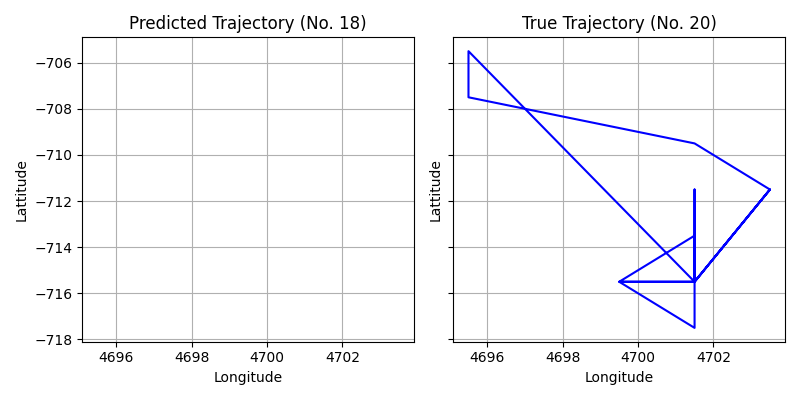 Predicted Trajectory (No. 18)
True Trajectory (No. 20)
Lattitude
−706
−708
−710
−712
−714
−716
−718
4696
4698
4700
4702
Longitude
Lattitude
4696
4698
4700
4702
Longitude